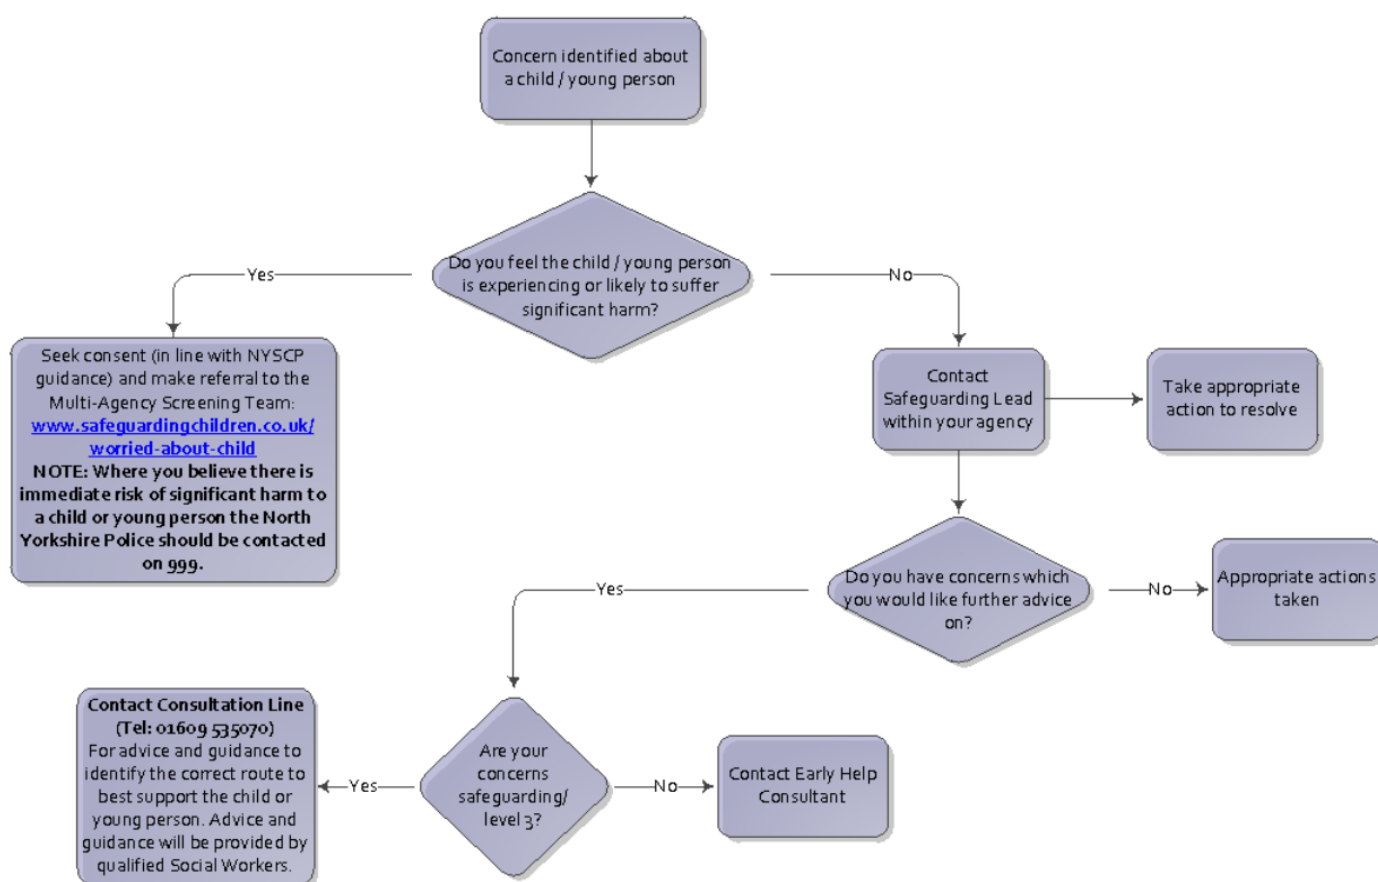 Concern identified about
a child / young person
Do you feel the child / young person
is experiencing or likely to suffer
significant harm?
Yes
No
Seek consent (in line with NYSCP
guidance) and make referral to the
Multi-Agency Screening Team:
www.safeguardingchildren.co.uk/
worried-about-child
NOTE: Where you believe there is
immediate risk of significant harm to
a child or young person the North
Yorkshire Police should be contacted
on 999.
Contact
Safeguarding Lead
within your agency
Take appropriate
action to resolve
Do you have concerns which
you would like further advice
on?
Yes
No
Appropriate actions
taken
Are your
concerns
safeguarding/
level 3?
Yes
No
Contact Consultation Line
(Tel: 01609 535070)
For advice and guidance to
identify the correct route to
best support the child or
young person. Advice and
guidance will be provided by
qualified Social Workers.
Contact Early Help
Consultant